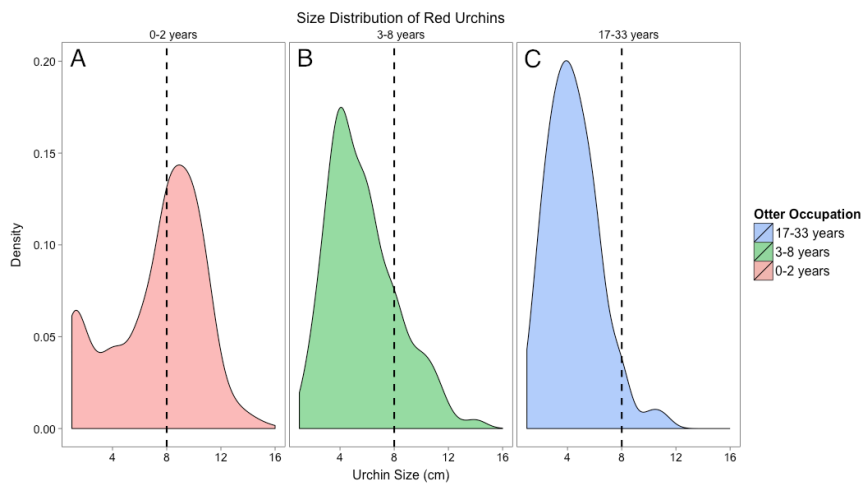 Size Distribution of Red Urchins
0-2 years
3-8 years
17-33 years
A
B
C
0.20
0.15
0.10
0.05
0.00
Density
4 8 12 16
4 8 12 16
4 8 12 16
Urchin Size (cm)
Otter Occupation
17-33 years
3-8 years
0-2 years